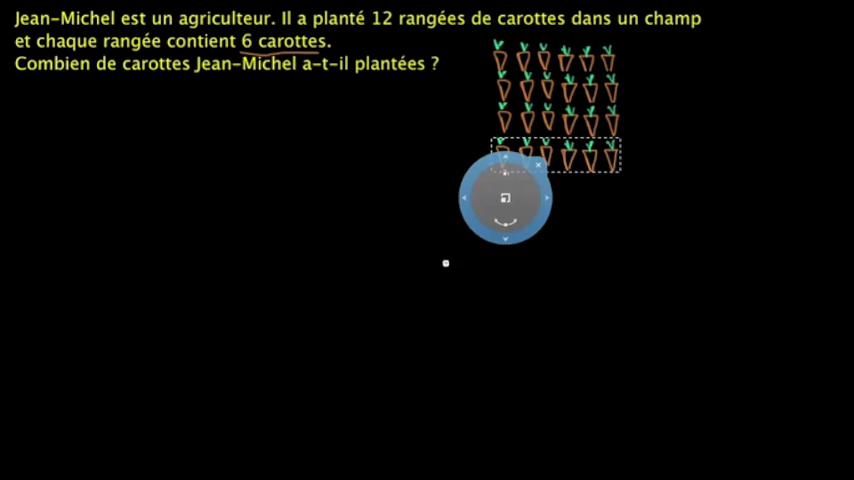 Jean-Michel est un agriculteur. Il a planté 12 rangées de carottes dans un champ
et chaque rangée contient 6 carottes.
Combien de carottes Jean-Michel a-t-il plantées ?